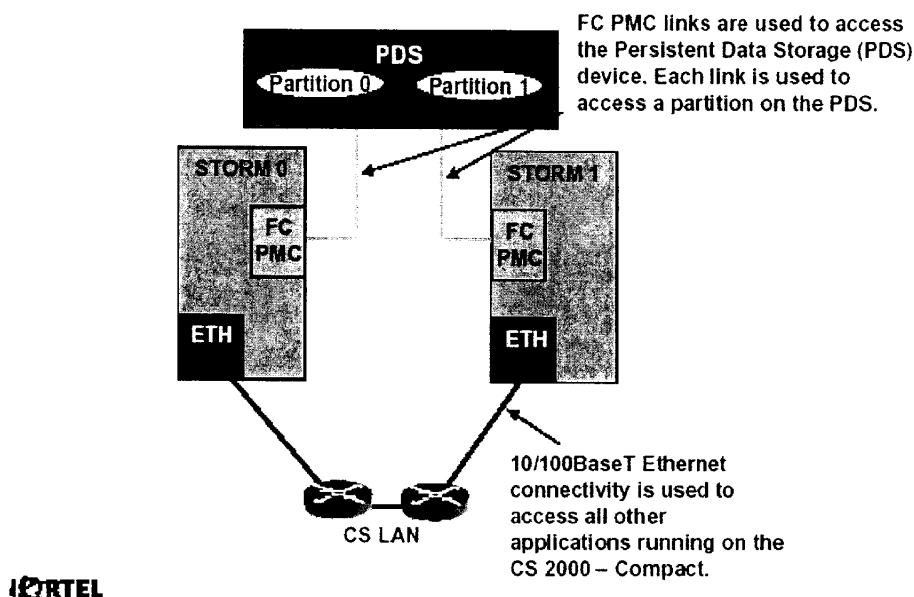 FC PMC links are used to access
the Persistent Data Storage (PDS)
device. Each link is used to
access a partition on the PDS.
PDS
Partition 0
Partition 1
STORM 0
STORM 1
FC
PMC
FC
PMC
ETH
ETH
10/100BaseT Ethernet
connectivity is used to
access all other
applications running on the
CS 2000 – Compact.
CS LAN